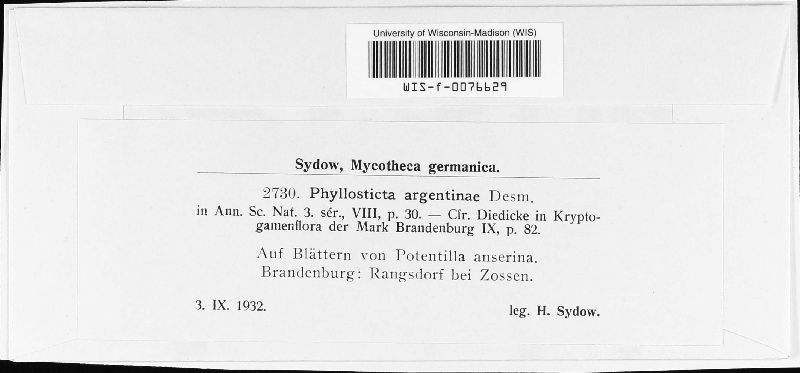 University of Wisconsin-Madison (WIS)
WIS-f-0076629
Sydow, Mycotheca germanica.
2730. Phyllosticta argentinae Desm.
in Ann. Sc. Nat. 3. sér., VIII, p. 30. — Cfr. Diedicke in Krypto-
gamenflora der Mark Brandenburg IX, p. 82.
Auf Blättern von Potentilla anserina.
Brandenburg: Rangsdorf bei Zossen.
3. IX. 1932.
leg. H. Sydow.